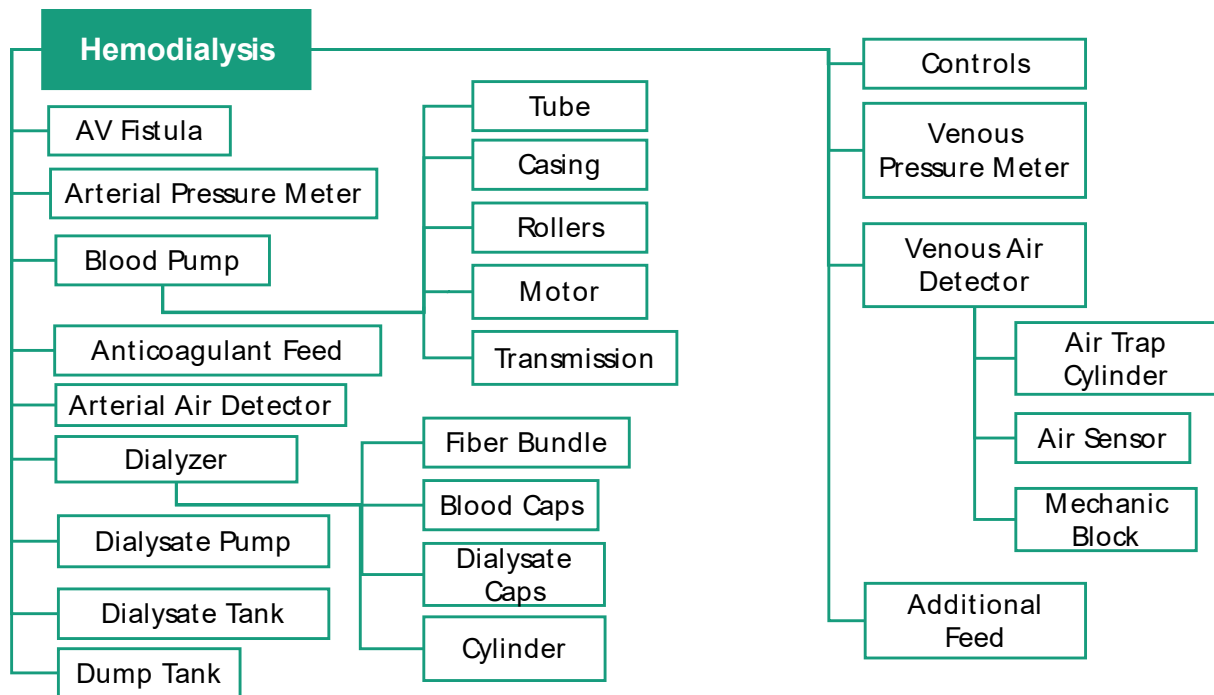 Hemodialysis
AV Fistula
Arterial Pressure Meter
Blood Pump
Tube
Casing
Rollers
Motor
Transmission
Anticoagulant Feed
Arterial Air Detector
Dialyzer
Fiber Bundle
Blood Caps
Dialysate
Caps
Cylinder
Dialysate Pump
Dialysate Tank
Dump Tank
Controls
Venous
Pressure Meter
Venous Air
Detector
Air Trap
Cylinder
Air Sensor
Mechanic
Block
Additional
Feed